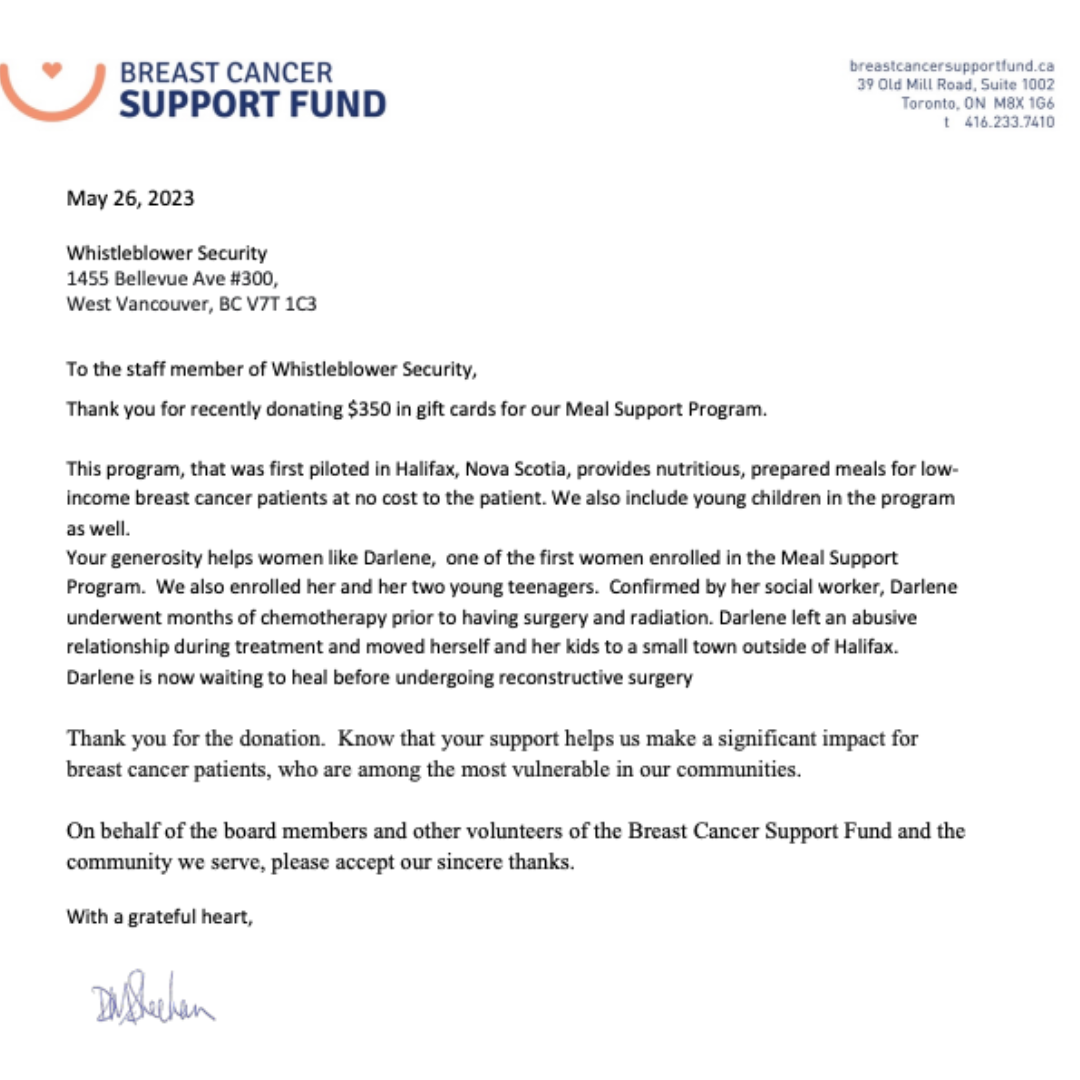 BREAST CANCER
SUPPORT FUND
breastcancersupportfund.ca
39 Old Mill Road, Suite 1002
Toronto, ON M8X 1G6
t 416.233.7410
May 26, 2023
Whistleblower Security
1455 Bellevue Ave #300,
West Vancouver, BC V7T 1C3
To the staff member of Whistleblower Security,
Thank you for recently donating $350 in gift cards for our Meal Support Program.
This program, that was first piloted in Halifax, Nova Scotia, provides nutritious, prepared meals for low-
income breast cancer patients at no cost to the patient. We also include young children in the program
as well.
Your generosity helps women like Darlene,  one of the first women enrolled in the Meal Support
Program.  We also enrolled her and her two young teenagers.  Confirmed by her social worker, Darlene
underwent months of chemotherapy prior to having surgery and radiation. Darlene left an abusive
relationship during treatment and moved herself and her kids to a small town outside of Halifax.
Darlene is now waiting to heal before undergoing reconstructive surgery
Thank you for the donation.  Know that your support helps us make a significant impact for
breast cancer patients, who are among the most vulnerable in our communities.
On behalf of the board members and other volunteers of the Breast Cancer Support Fund and the
community we serve, please accept our sincere thanks.
With a grateful heart,